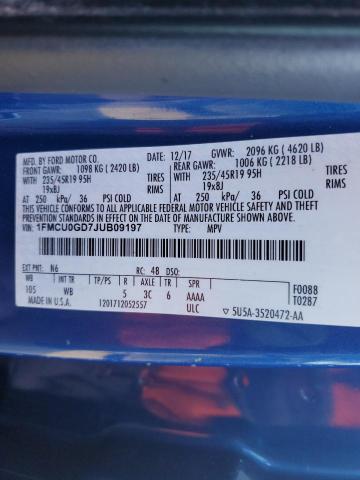 MFD. BY FORD MOTOR CO.
DATE: 12/17 GVWR: 2096 KG ( 4620 LB)
FRONT GAWR: 1098 KG ( 2420 LB) REAR GAWR: 1006 KG ( 2218 LB)
235/45R19 95H TIRES 235/45R19 95H TIRES
19x8J RIMS 19x8J RIMS
AT 250 kPa/ 36 PSI COLD AT 250 kPa/ 36 PSI COLD
THIS VEHICLE CONFORMS TO ALL APPLICABLE FEDERAL MOTOR VEHICLE SAFETY AND THEFT
PREVENTION STANDARDS IN EFFECT ON THE DATE OF MANUFACTURE SHOWN ABOVE.
VIN: 1FMCU0GD7JUB09197 TYPE: MPV
EXT PNT: N6 RC: 48 DSO: F0088
WB INT TR TP/PS R AXLE TR SPR T0287
105 WB 5 3C 6 AAAA
MADE IN U.S.A. 1201712052557 ULC
5U5A-3520472-AA